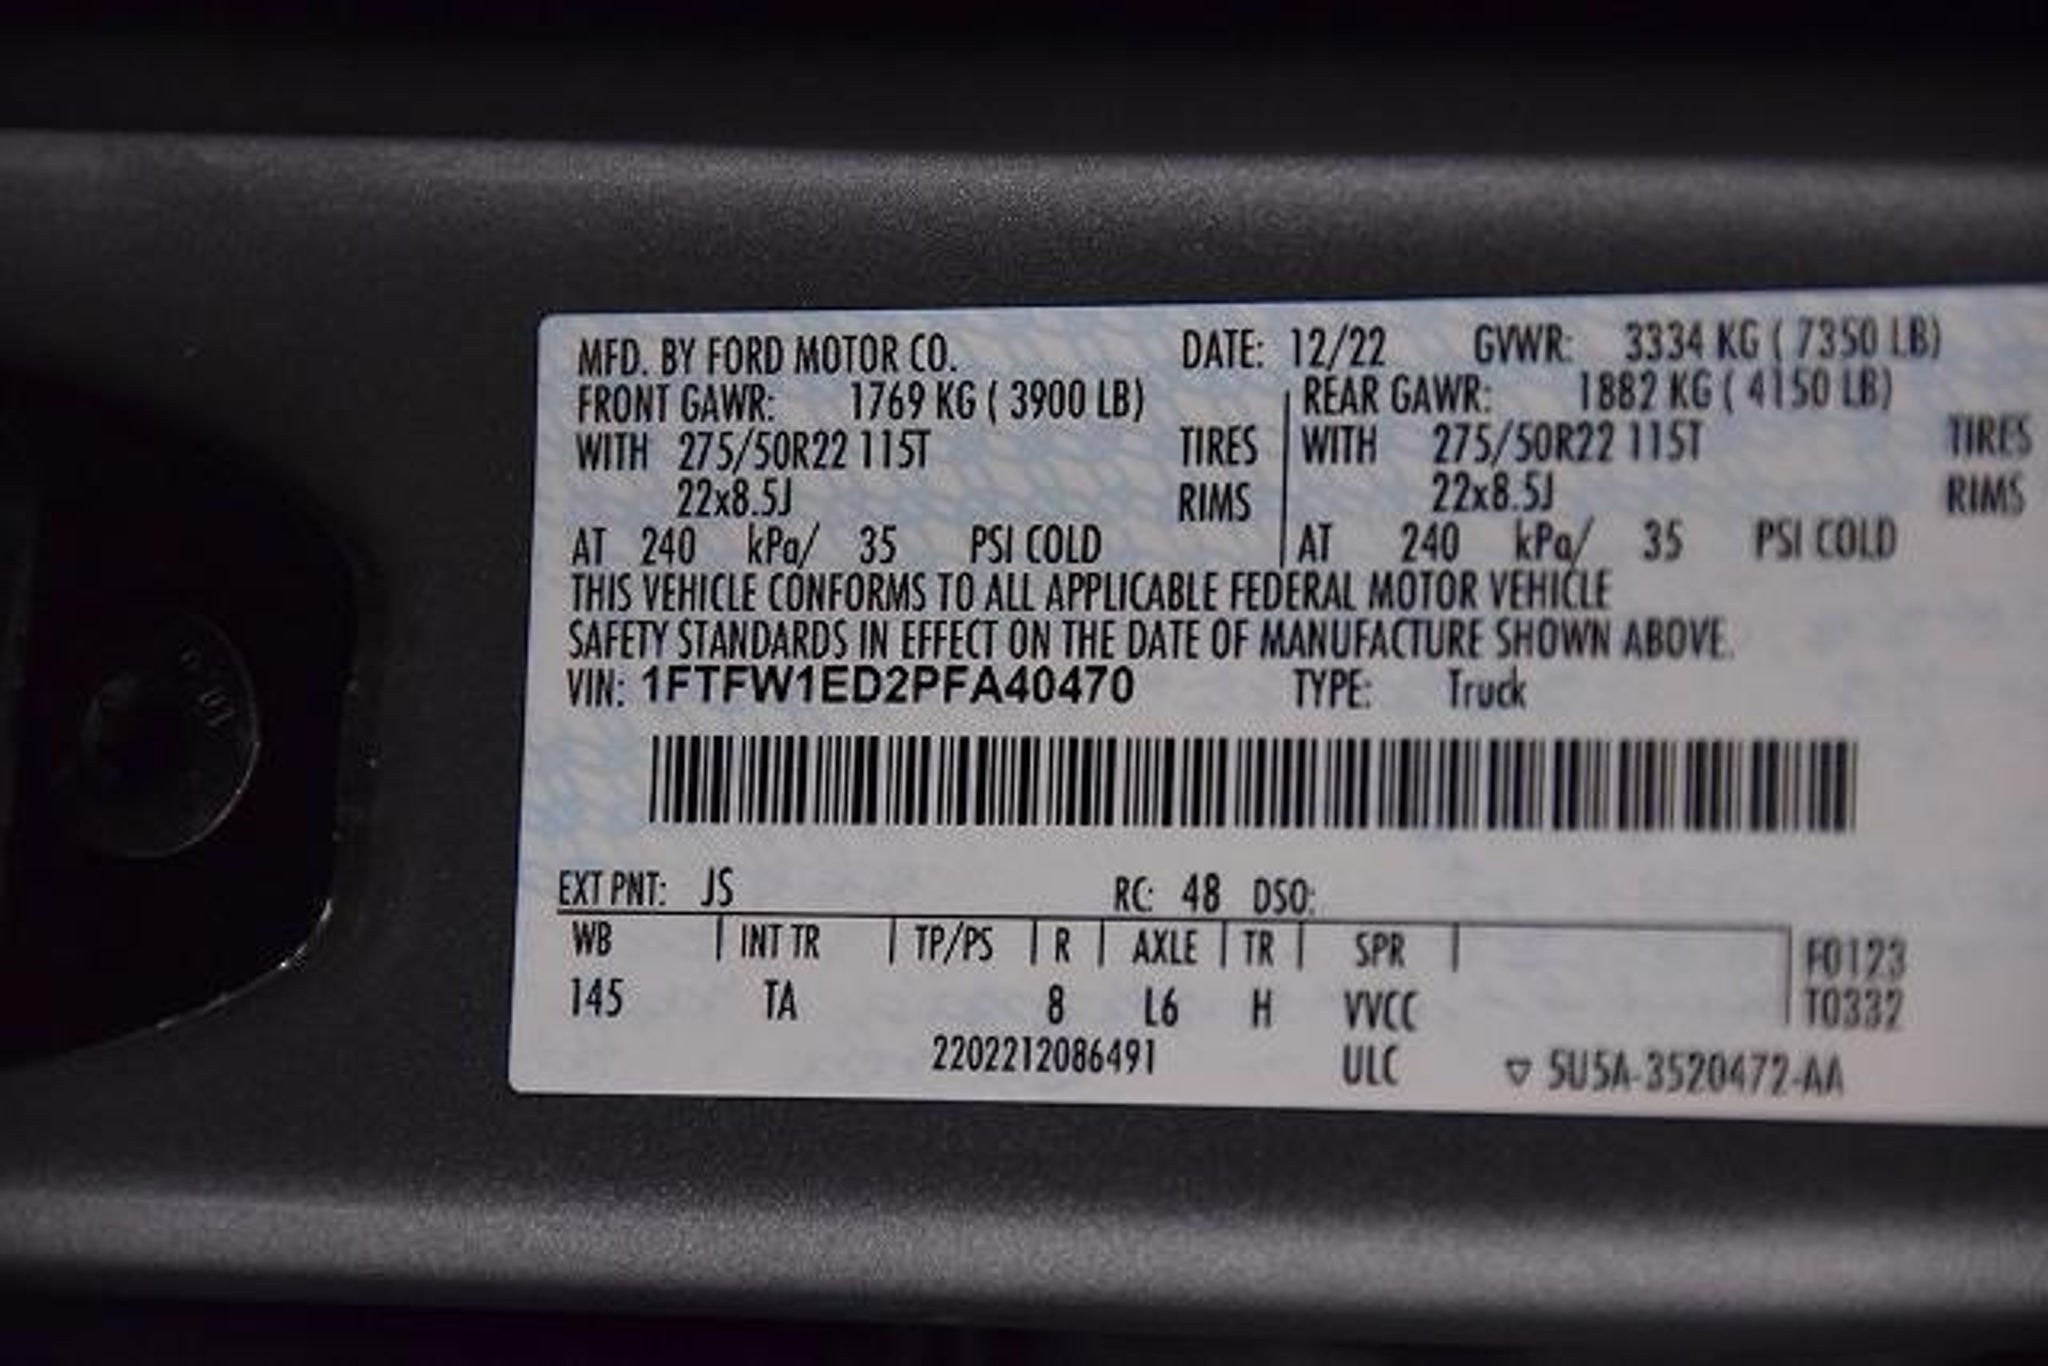 MFD. BY FORD MOTOR CO. DATE: 12/22 GVWR: 3334 KG ( 7350 LB)
FRONT GAWR: 1769 KG ( 3900 LB) REAR GAWR: 1882 KG ( 4150 LB)
WITH 275/50R22 115T TIRES WITH 275/50R22 115T TIRES
22x8.5J RIMS 22x8.5J RIMS
AT 240 kPa/ 35 PSI COLD AT 240 kPa/ 35 PSI COLD
THIS VEHICLE CONFORMS TO ALL APPLICABLE FEDERAL MOTOR VEHICLE
SAFETY STANDARDS IN EFFECT ON THE DATE OF MANUFACTURE SHOWN ABOVE.
VIN: 1FTFW1ED2PFA40470 TYPE: Truck
EXT PNT: JS RC: 48 DSO:
WB INT TR TP/PS R AXLE TR SPR F0123
145 TA 8 L6 H VVCC T0332
2202212086491 ULC ▽ 5U5A-3520472-AA